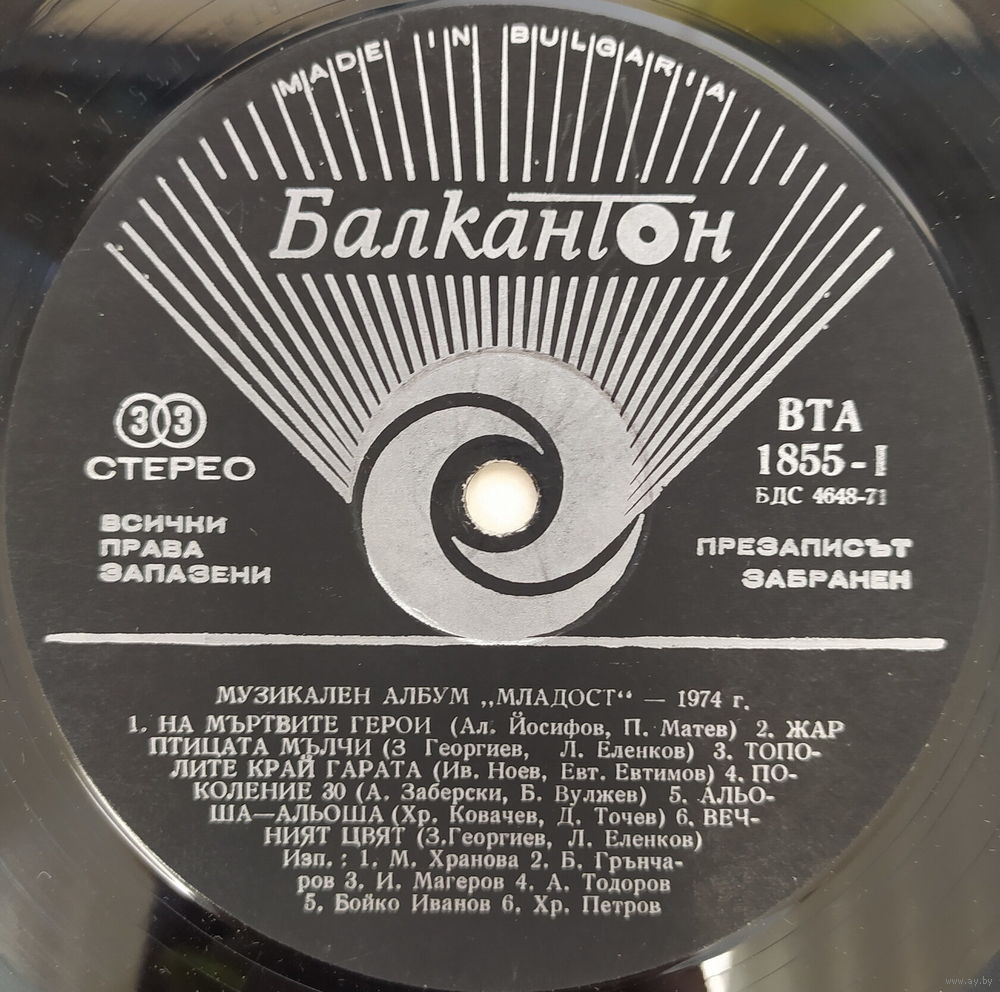 MADE IN BULGARIA
Балкантон
33
СТЕРЕО
ВСИЧКИ
ПРАВА
ЗАПАЗЕНИ
ВТА
1855-I
БДС 4648-71
ПРЕЗАПИСЪТ
ЗАБРАНЕН
МУЗИКАЛЕН АЛБУМ „МЛАДОСТ“ — 1974 г.
1. НА МЪРТВИТЕ ГЕРОИ (Ал. Йосифов, П. Матев) 2. ЖАР
ПТИЦАТА МЪЛЧИ (З Георгиев, Л. Еленков) 3. ТОПО-
ЛИТЕ КРАЙ ГАРАТА (Ив. Ноев, Евт. Евтимов) 4. ПО-
КОЛЕНИЕ 30 (А. Заберски, Б. Вулжев) 5. АЛЬО-
ША—АЛЬОША (Хр. Ковачев, Д. Точев) 6. ВЕЧ-
НИЯТ ЦВЯТ (З.Георгиев, Л. Еленков)
Изп.: 1. М. Хранова 2. Б. Грънча-
ров 3. И. Магеров 4. А. Тодоров
5. Бойко Иванов 6. Хр. Петров
www.ay.by